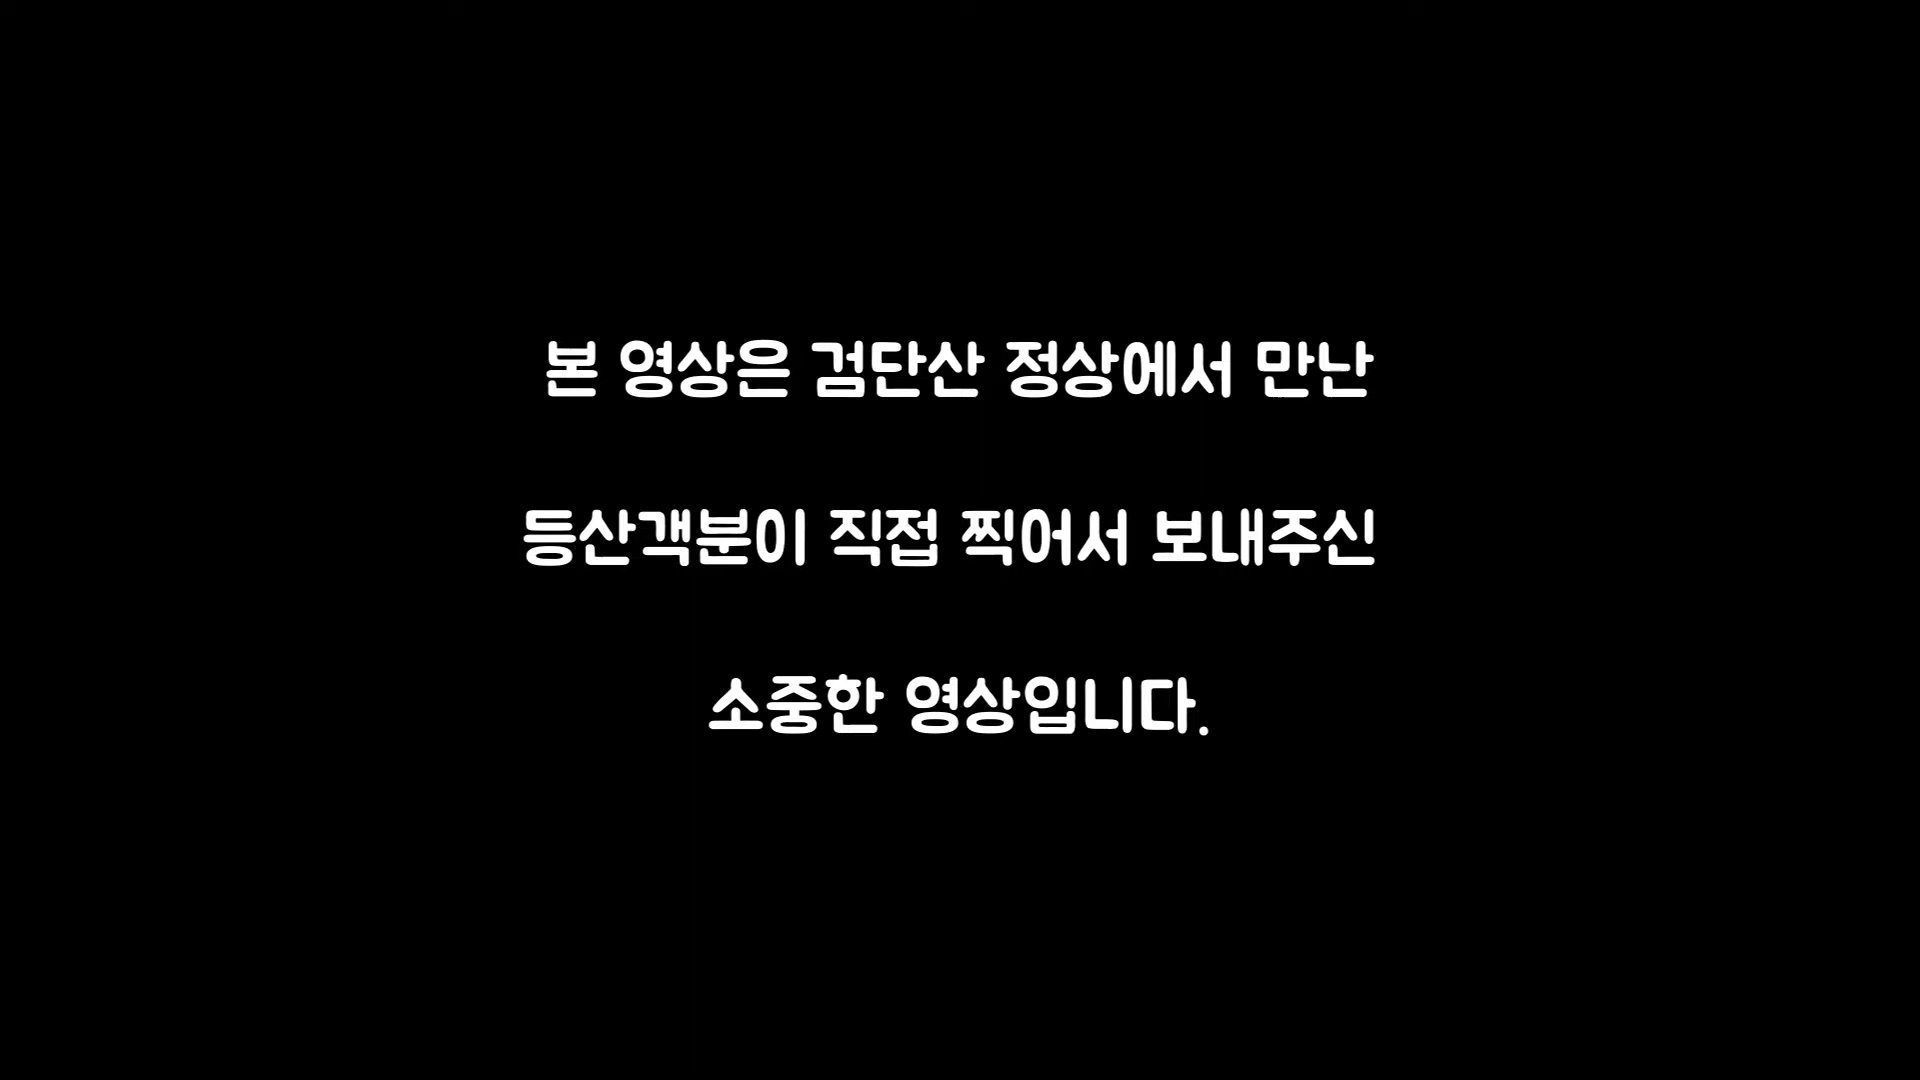 본 영상은 검단산 정상에서 만난
등산객분이 직접 찍어서 보내주신
소중한 영상입니다.